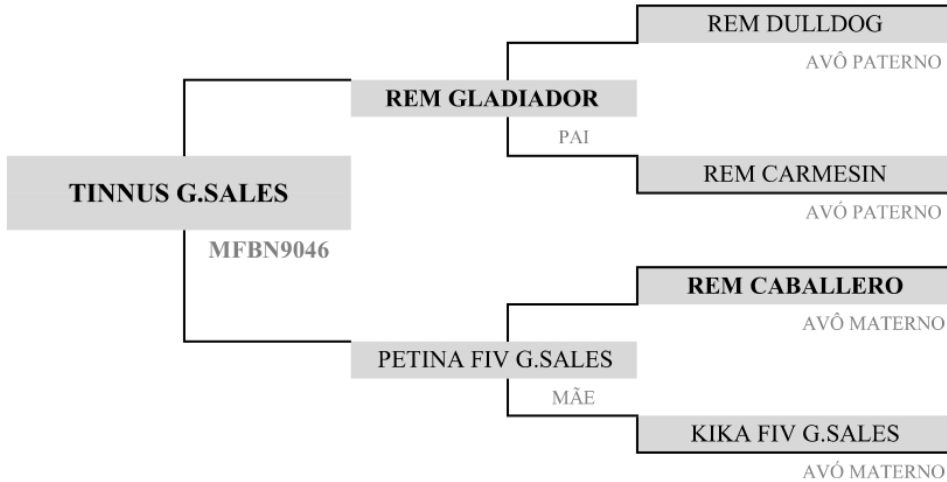 REM DULLDOG
AVÔ PATERNO
REM GLADIADOR
PAI
REM CARMESIN
AVÓ PATERNO
TINNUS G.SALES
MFBN9046
REM CABALLERO
AVÔ MATERNO
PETINA FIV G.SALES
MÃE
KIKA FIV G.SALES
AVÓ MATERNO